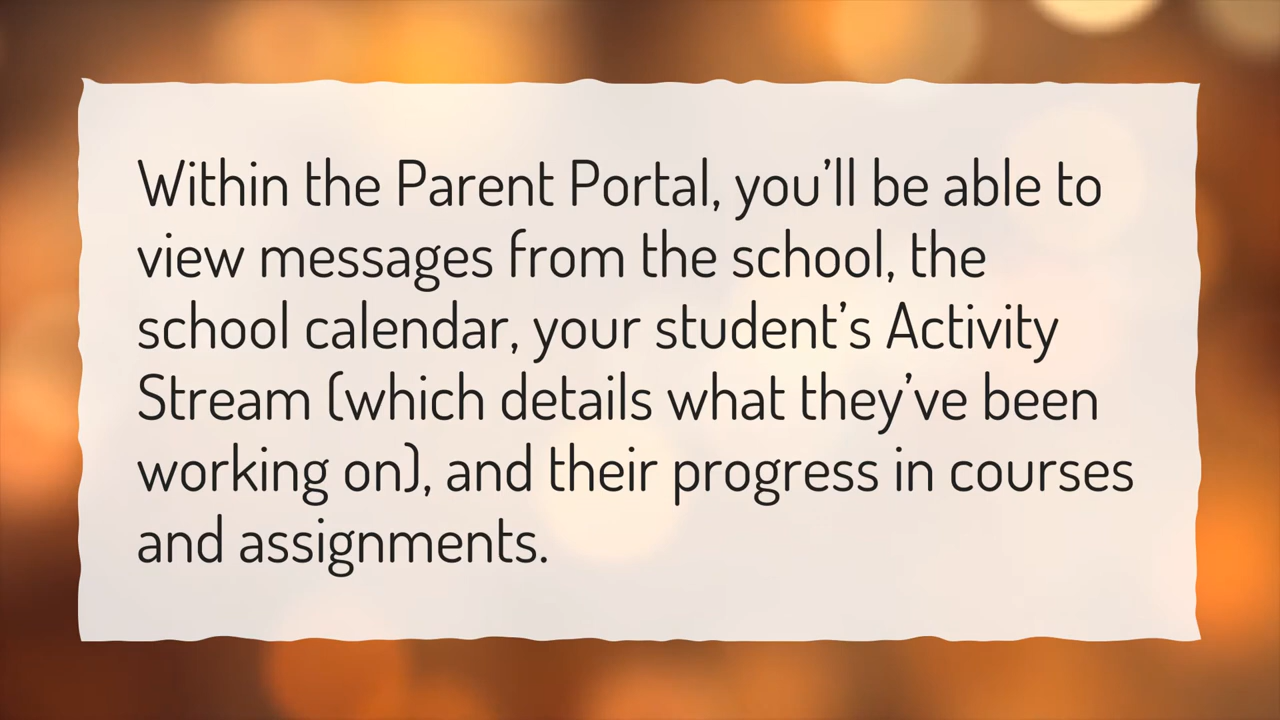 Within the Parent Portal, you’ll be able to
view messages from the school, the
school calendar, your student’s Activity
Stream (which details what they’ve been
working on), and their progress in courses
and assignments.